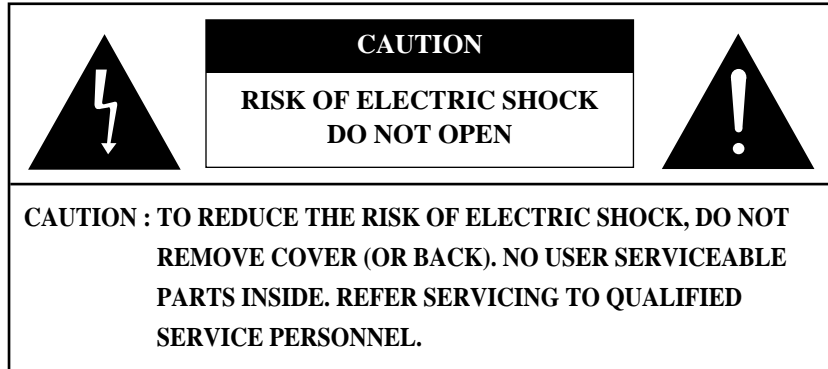 CAUTION
RISK OF ELECTRIC SHOCK
DO NOT OPEN
CAUTION : TO REDUCE THE RISK OF ELECTRIC SHOCK, DO NOT
REMOVE COVER (OR BACK). NO USER SERVICEABLE
PARTS INSIDE. REFER SERVICING TO QUALIFIED
SERVICE PERSONNEL.